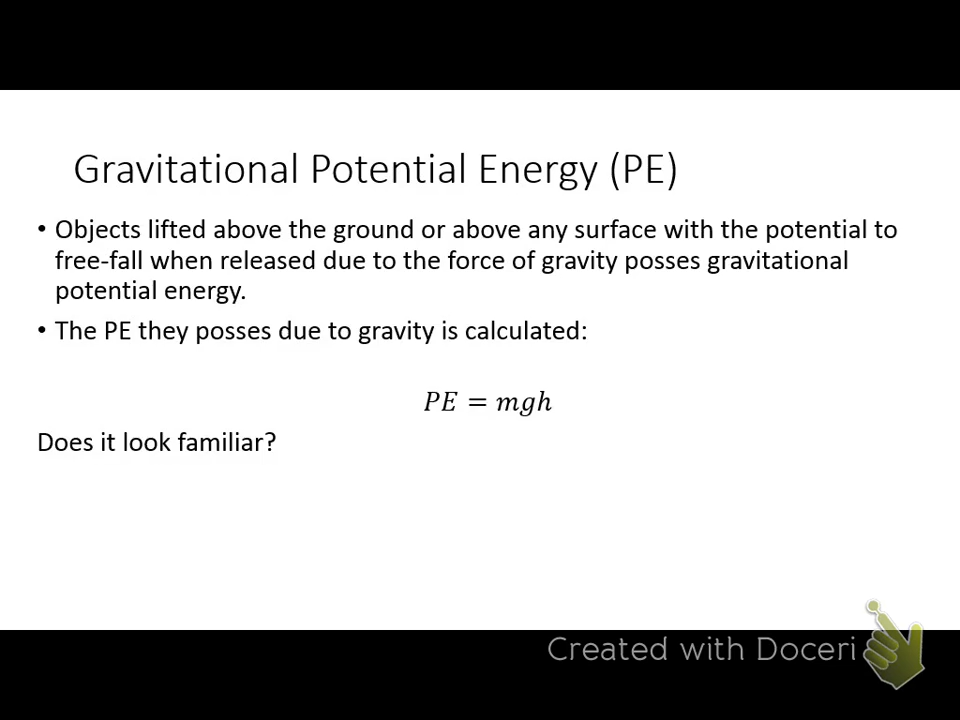 Gravitational Potential Energy (PE)
• Objects lifted above the ground or above any surface with the potential to
free-fall when released due to the force of gravity posses gravitational
potential energy.
• The PE they posses due to gravity is calculated:
PE = mgh
Does it look familiar?
Created with Doceri